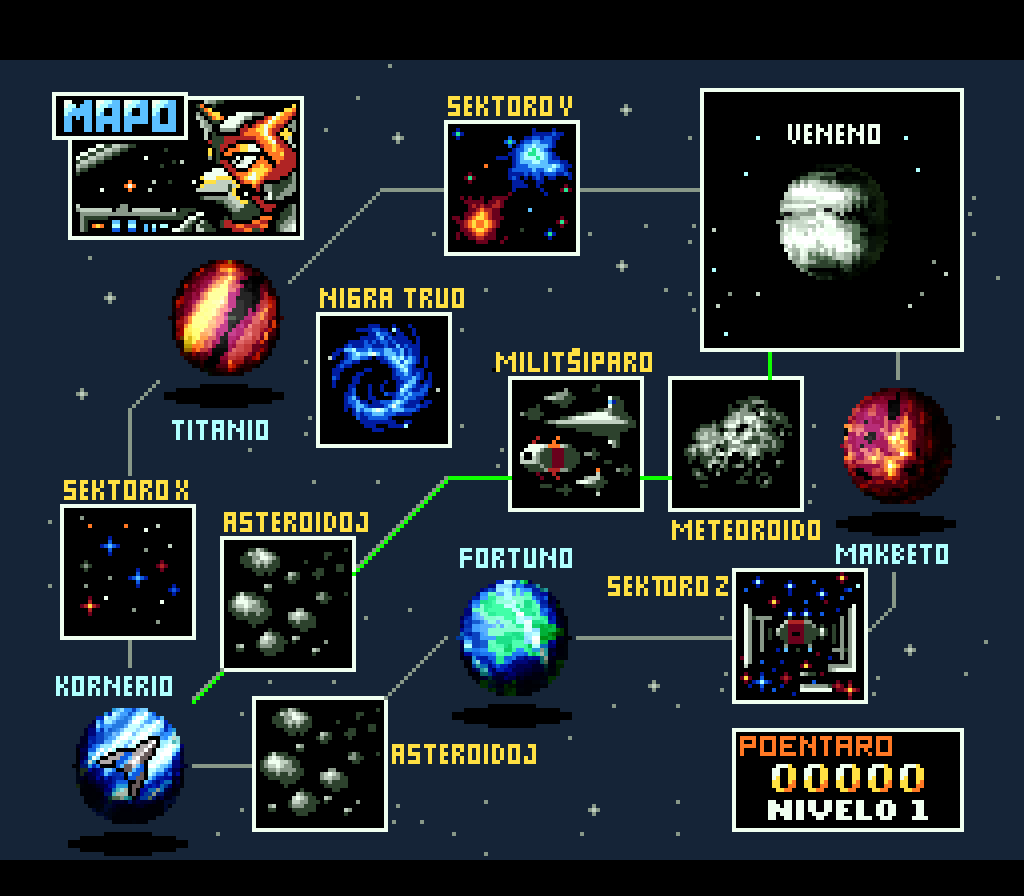 MAPO
SEKTORO Y
VENENO
NIGRA TRUO
MILITŜIPARO
TITANIO
SEKTORO X
ASTEROIDOJ
METEOROIDO
FORTUNO
MAKBETO
SEKTORO Z
KORNERIO
ASTEROIDOJ
POENTARO
00000
NIVELO 1